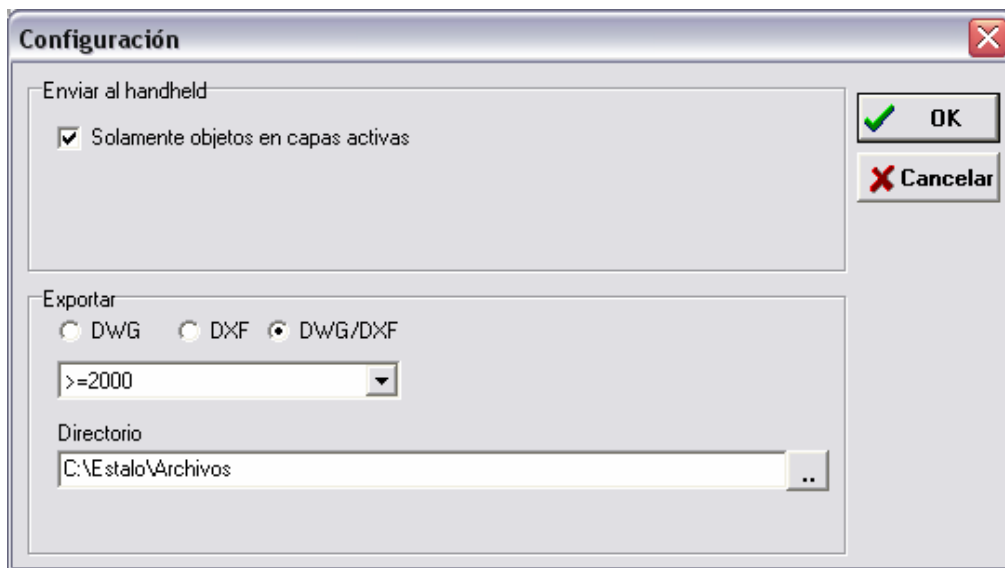 Configuración
Enviar al handheld
Solamente objetos en capas activas
OK
Cancelar
Exportar
DWG DXF DWG/DXF
>=2000
Directorio
C:\Estalo\Archivos
..